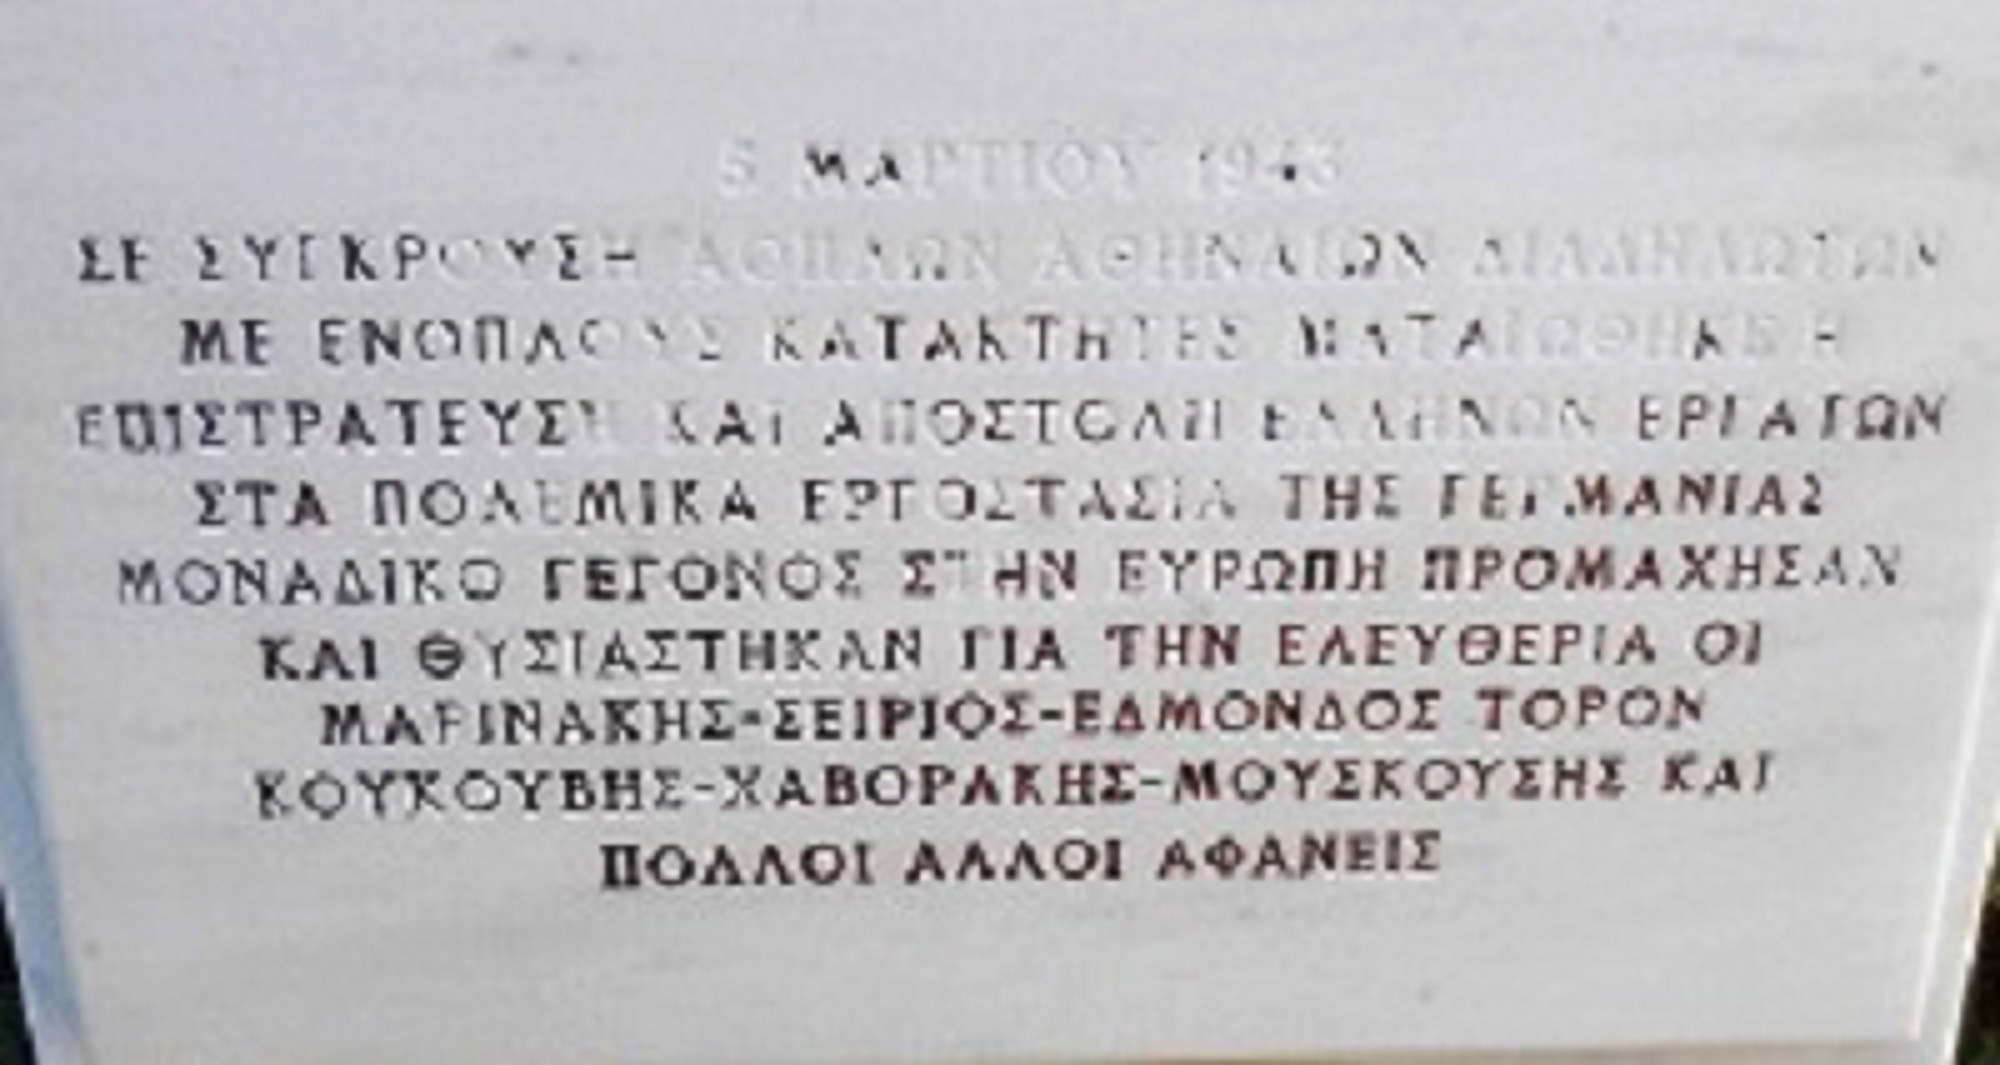 5 ΜΑΡΤΙΟΥ 1943
ΣΕ ΣΥΓΚΡΟΥΣΗ ΑΟΠΛΩΝ ΑΘΗΝΑΙΩΝ ΔΙΑΔΗΛΩΤΩΝ
ΜΕ ΕΝΟΠΛΟΥΣ ΚΑΤΑΚΤΗΤΕΣ ΜΑΤΑΙΩΘΗΚΕ Η
ΕΠΙΣΤΡΑΤΕΥΣΗ ΚΑΙ ΑΠΟΣΤΟΛΗ ΕΛΛΗΝΩΝ ΕΡΓΑΤΩΝ
ΣΤΑ ΠΟΛΕΜΙΚΑ ΕΡΓΟΣΤΑΣΙΑ ΤΗΣ ΓΕΡΜΑΝΙΑΣ
ΜΟΝΑΔΙΚΟ ΓΕΓΟΝΟΣ ΣΤΗΝ ΕΥΡΩΠΗ ΠΡΟΜΑΧΗΣΑΝ
ΚΑΙ ΘΥΣΙΑΣΤΗΚΑΝ ΓΙΑ ΤΗΝ ΕΛΕΥΘΕΡΙΑ ΟΙ
ΜΑΡΙΝΑΚΗΣ-ΣΕΙΡΙΟΣ-ΕΔΜΟΝΔΟΣ ΤΟΡΟΝ
ΚΟΥΚΟΥΒΗΣ-ΧΑΒΟΡΑΚΗΣ-ΜΟΥΣΚΟΥΣΗΣ ΚΑΙ
ΠΟΛΛΟΙ ΑΛΛΟΙ ΑΦΑΝΕΙΣ